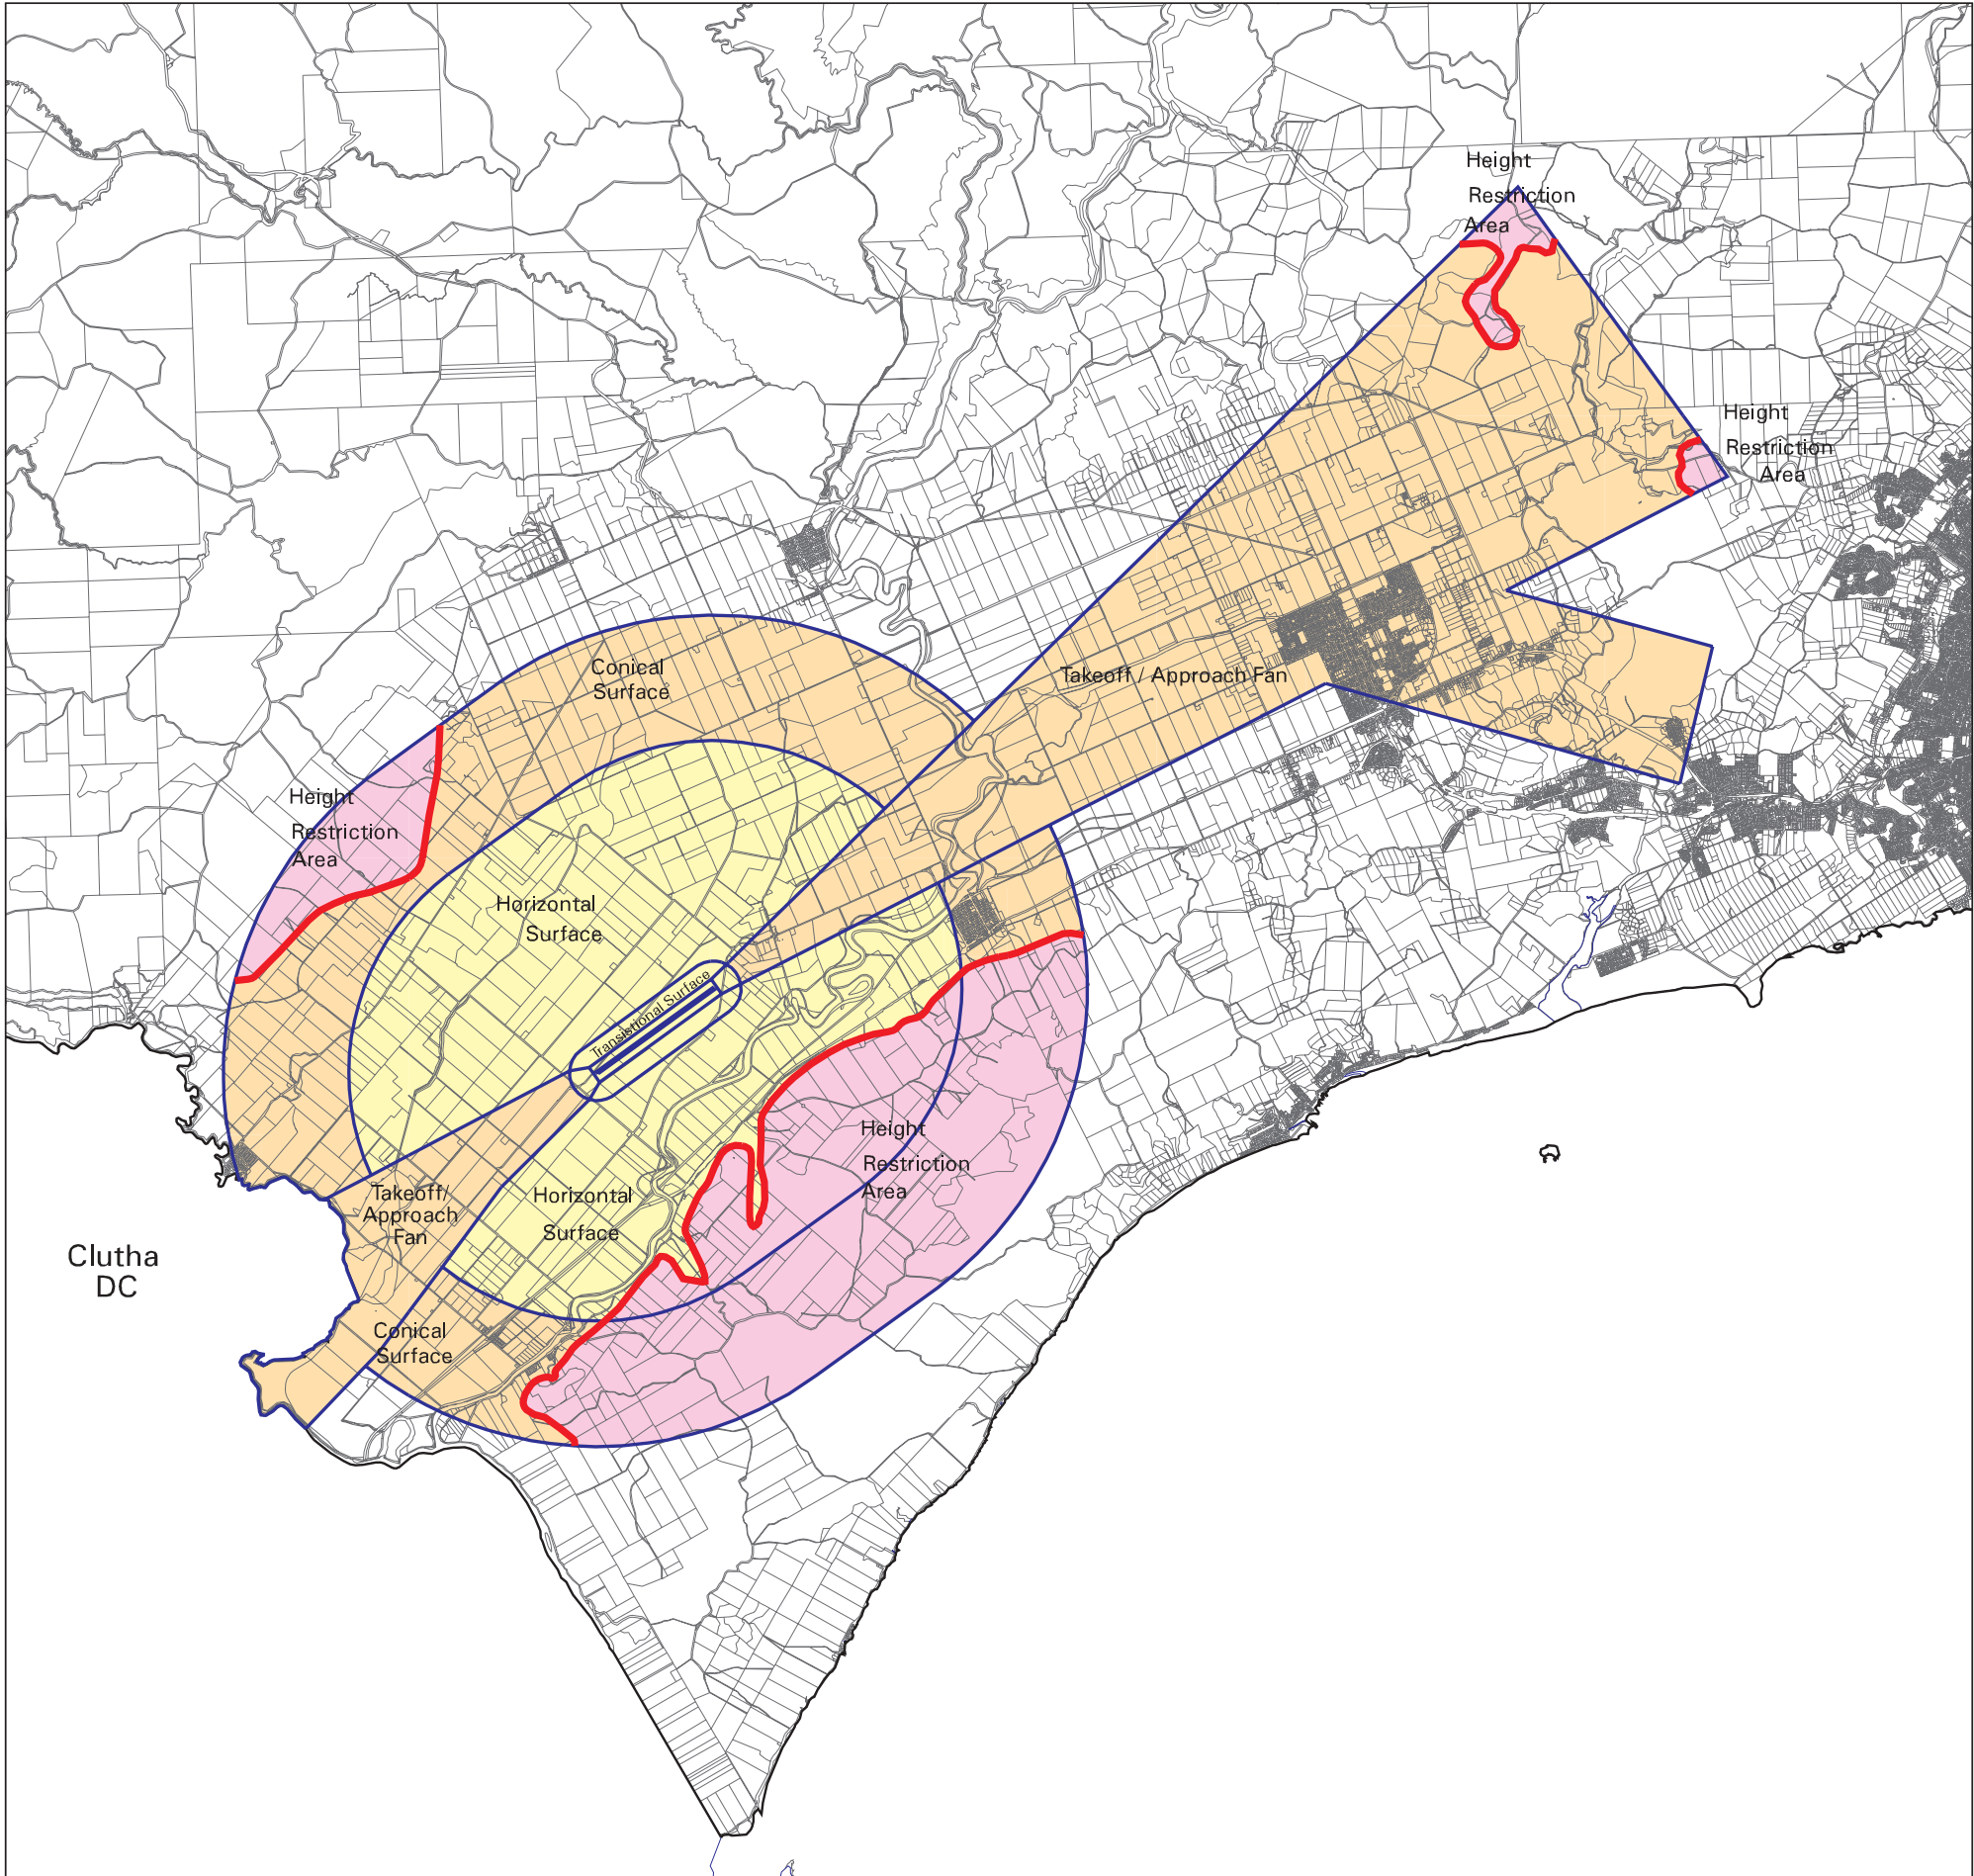 Height
Restriction
Area
Height
Restriction
Area
Conical
Surface
Takeoff / Approach Fan
Height
Restriction
Area
Horizontal
Surface
Transistional Surface
Height
Restriction
Area
Takeoff/
Approach
Fan
Horizontal
Surface
Clutha
DC
Conical
Surface